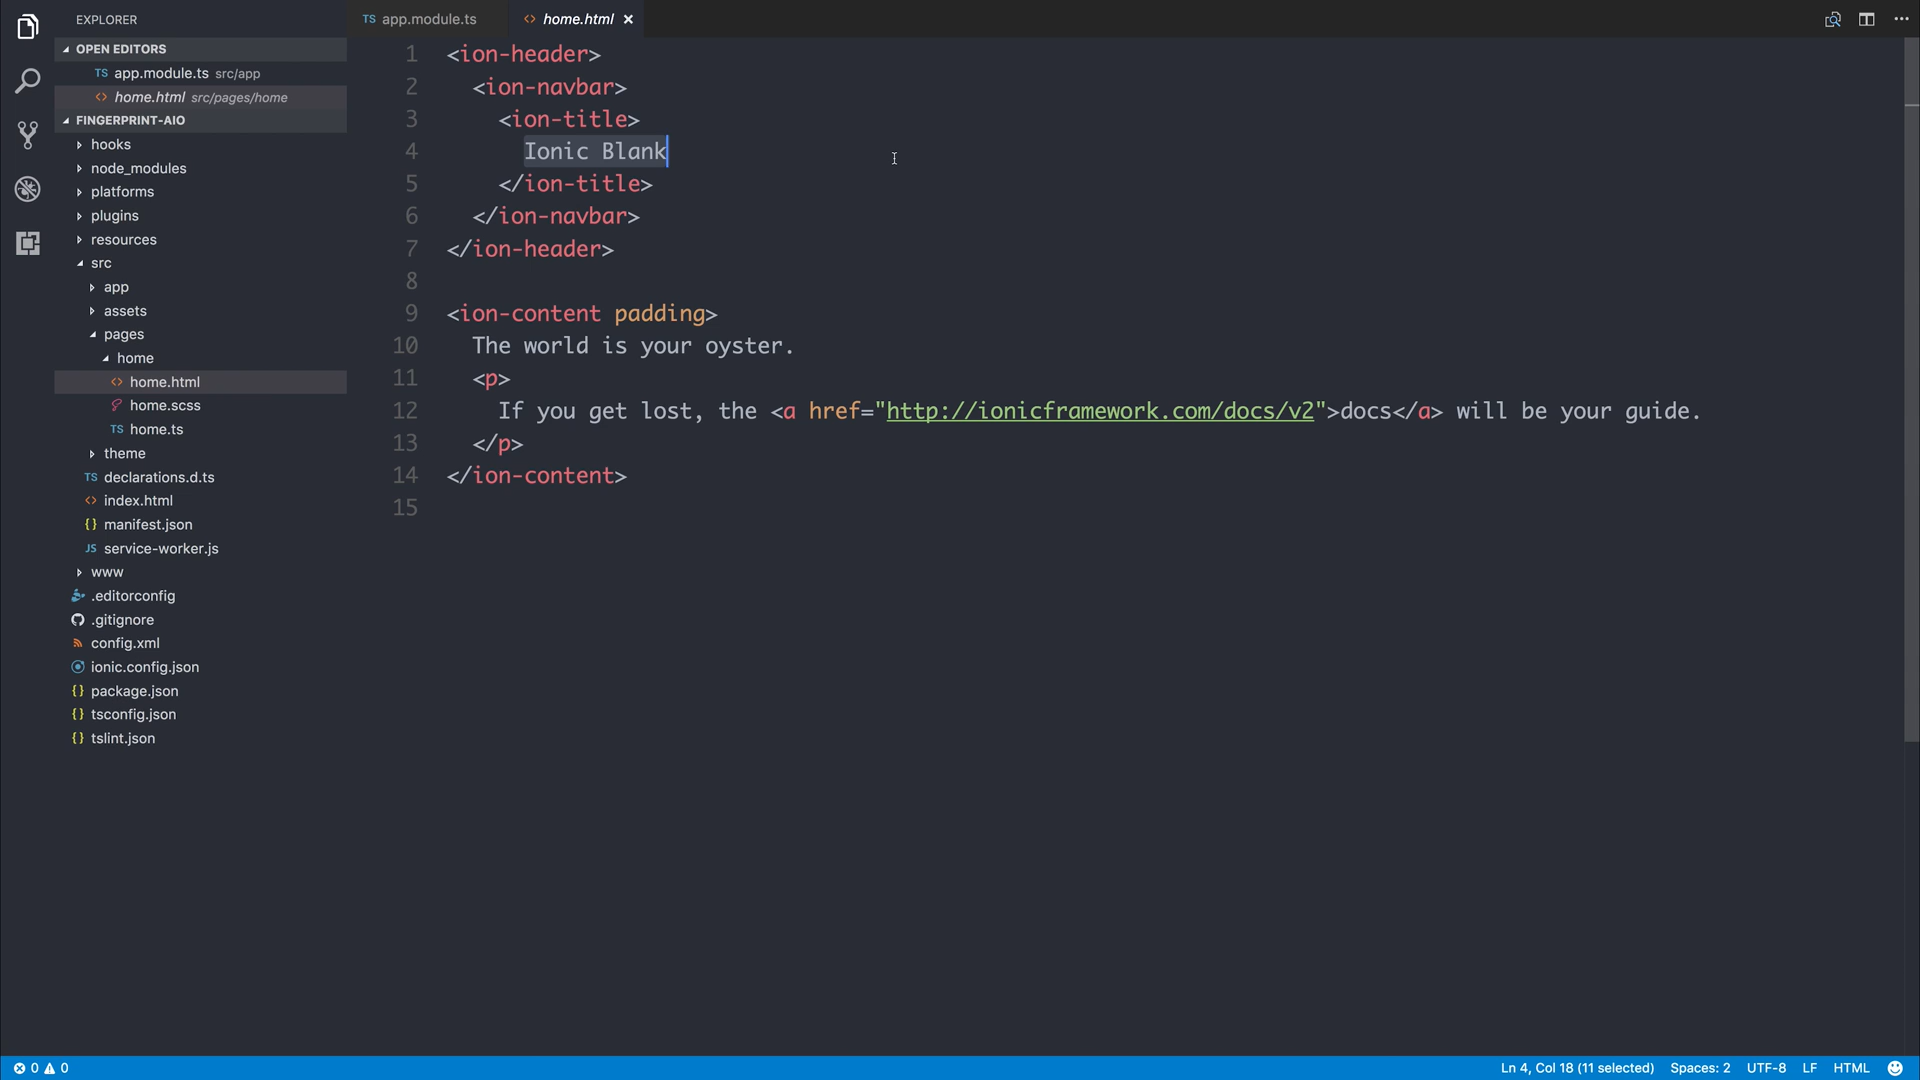 EXPLORER
OPEN EDITORS
TS app.module.ts src/app
<> home.html src/pages/home
FINGERPRINT-AIO
hooks
node_modules
platforms
plugins
resources
src
app
assets
pages
home
<> home.html
home.scss
TS home.ts
theme
TS declarations.d.ts
<> index.html
{} manifest.json
JS service-worker.js
www
.editorconfig
.gitignore
config.xml
ionic.config.json
{} package.json
{} tsconfig.json
{} tslint.json
TS app.module.ts
<> home.html ×
1 <ion-header>
2 <ion-navbar>
3 <ion-title>
4 Ionic Blank
5 </ion-title>
6 </ion-navbar>
7 </ion-header>
8
9 <ion-content padding>
10 The world is your oyster.
11 <p>
12 If you get lost, the <a href="http://ionicframework.com/docs/v2">docs</a> will be your guide.
13 </p>
14 </ion-content>
15
0 0
Ln 4, Col 18 (11 selected) Spaces: 2 UTF-8 LF HTML